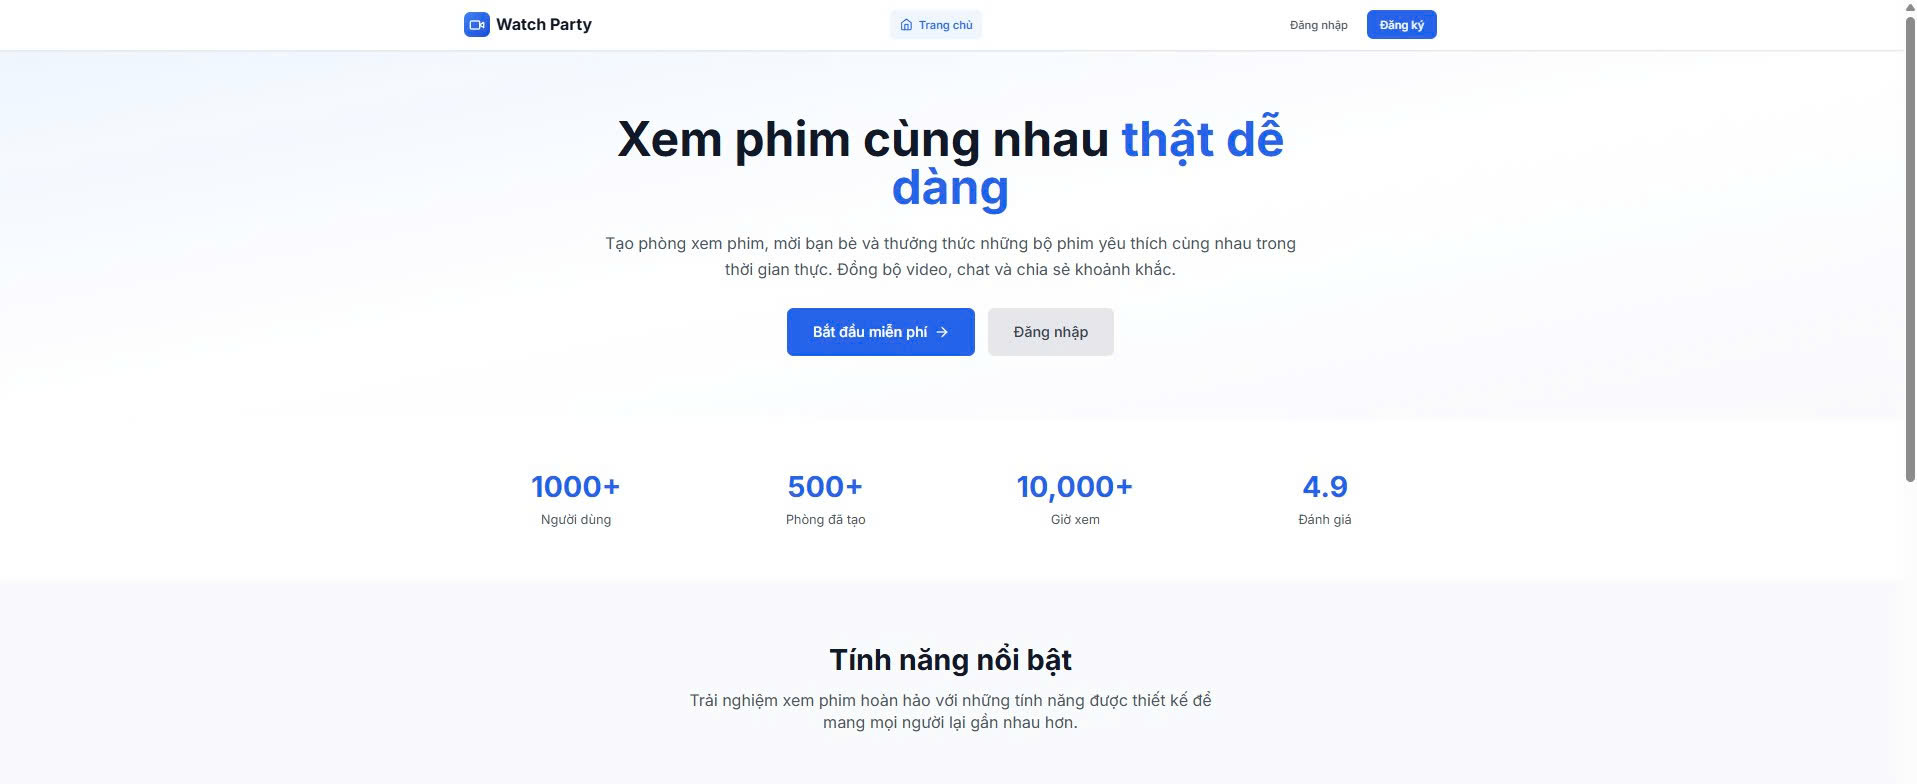 Watch Party
Trang chủ
Đăng nhập
Đăng ký
Xem phim cùng nhau thật dễ
dàng
Tạo phòng xem phim, mời bạn bè và thưởng thức những bộ phim yêu thích cùng nhau trong
thời gian thực. Đồng bộ video, chat và chia sẻ khoảnh khắc.
Bắt đầu miễn phí →
Đăng nhập
1000+
Người dùng
500+
Phòng đã tạo
10,000+
Giờ xem
4.9
Đánh giá
Tính năng nổi bật
Trải nghiệm xem phim hoàn hảo với những tính năng được thiết kế để
mang mọi người lại gần nhau hơn.